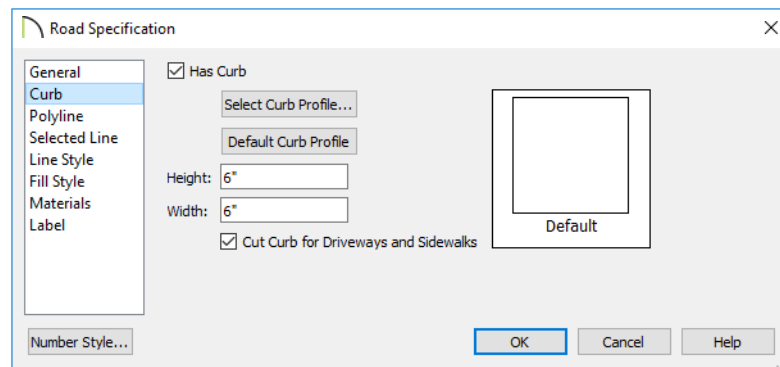 Road Specification
General
Curb
Polyline
Selected Line
Line Style
Fill Style
Materials
Label
Has Curb
Select Curb Profile...
Default Curb Profile
Height: 6"
Width: 6"
Cut Curb for Driveways and Sidewalks
Default
Number Style...
OK
Cancel
Help